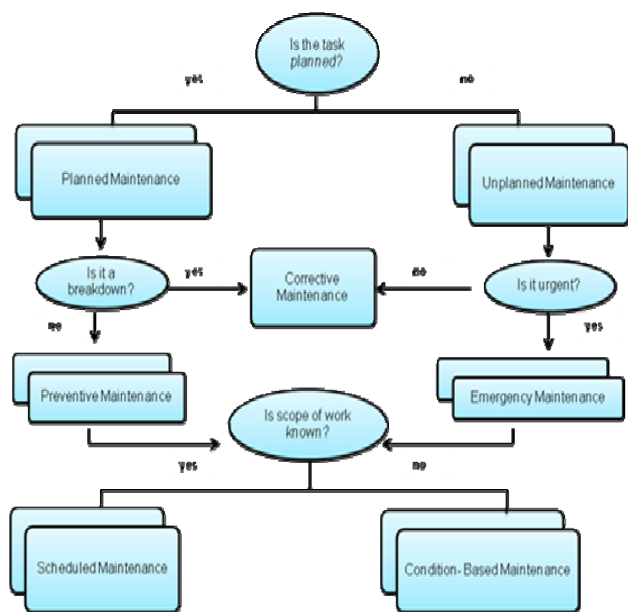 Is the task
planned?
yes
no
Planned Maintenance
Unplanned Maintenance
Is it a
breakdown?
yes
Corrective
Maintenance
no
Is it urgent?
no
yes
Preventive Maintenance
Is scope of work
known?
Emergency Maintenance
yes
no
Scheduled Maintenance
Condition- Based Maintenance